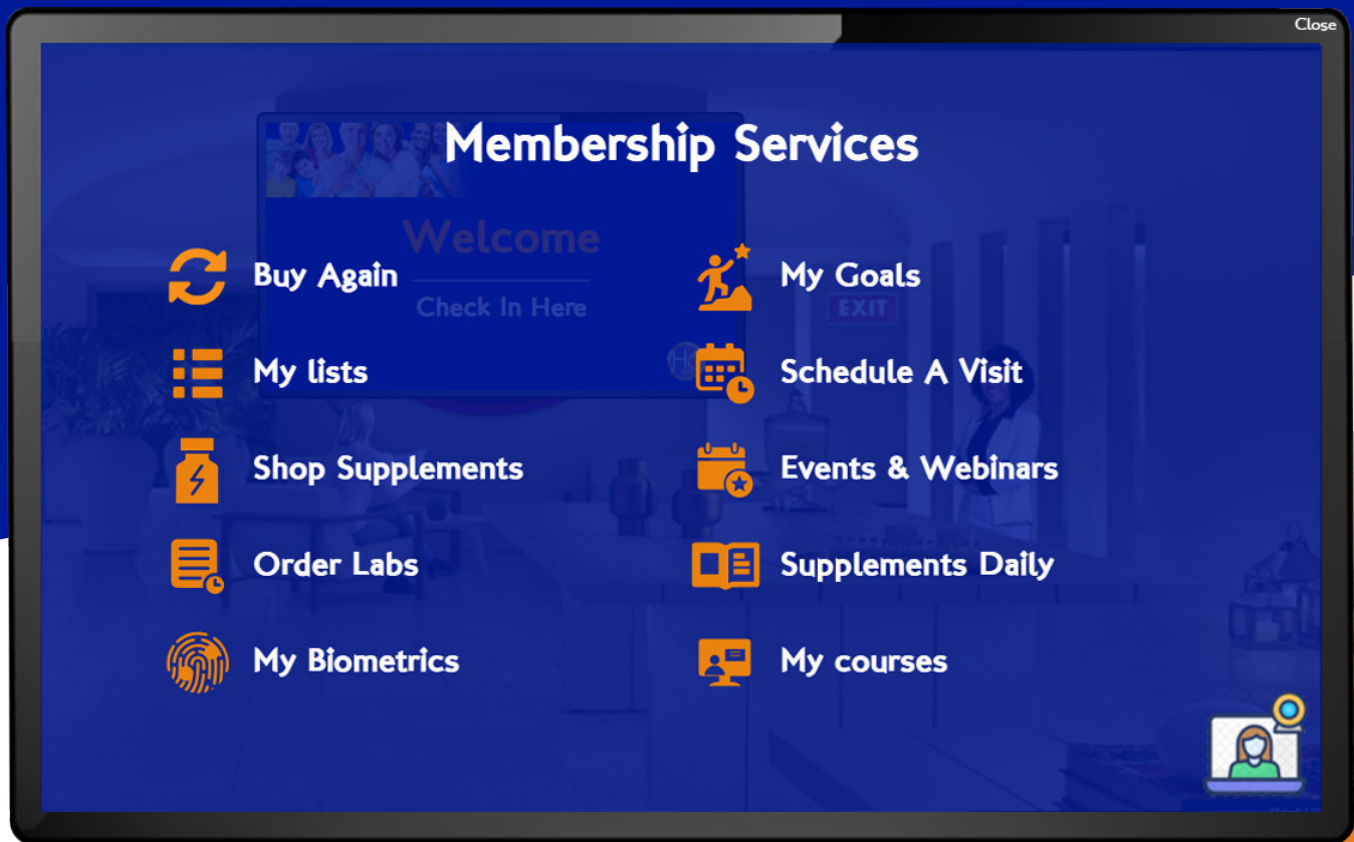 Close
Membership Services
Welcome
Check In Here
Buy Again
My lists
Shop Supplements
Order Labs
My Biometrics
My Goals
EXIT
Schedule A Visit
Events & Webinars
Supplements Daily
My courses